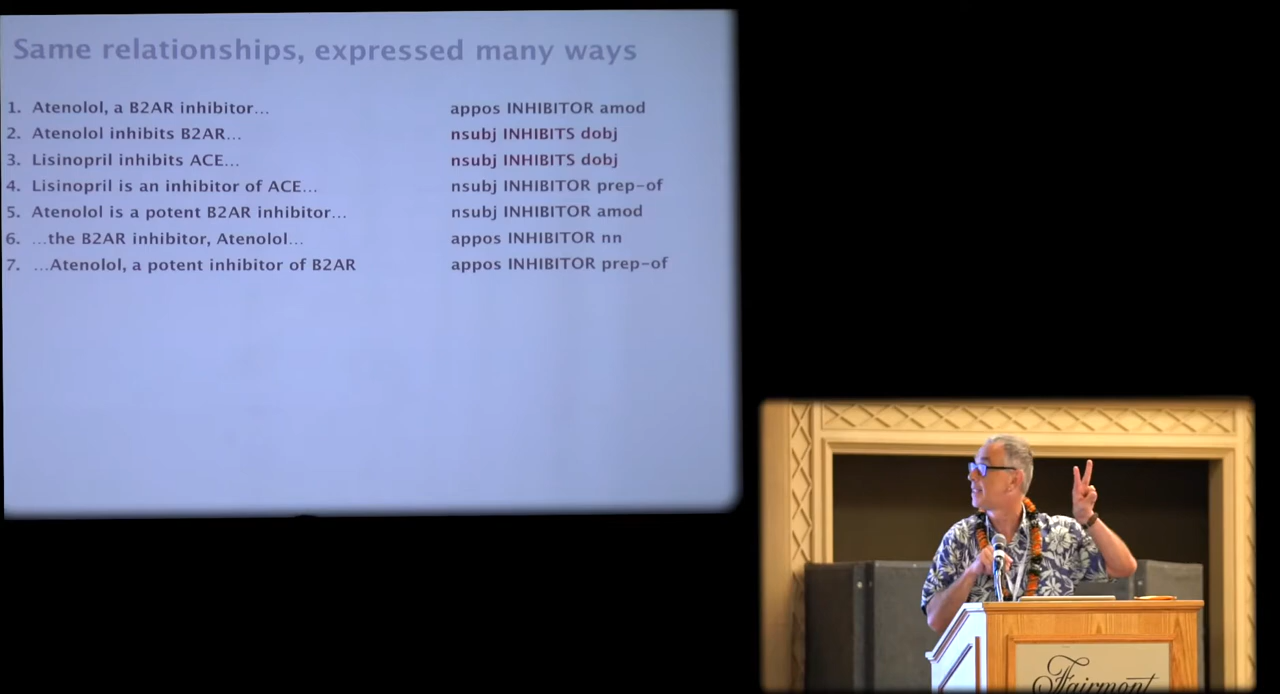 Same relationships, expressed many ways
1. Atenolol, a B2AR inhibitor... appos INHIBITOR amod
2. Atenolol inhibits B2AR... nsubj INHIBITS dobj
3. Lisinopril inhibits ACE... nsubj INHIBITS dobj
4. Lisinopril is an inhibitor of ACE... nsubj INHIBITOR prep-of
5. Atenolol is a potent B2AR inhibitor... nsubj INHIBITOR amod
6. ...the B2AR inhibitor, Atenolol... appos INHIBITOR nn
7. ...Atenolol, a potent inhibitor of B2AR appos INHIBITOR prep-of
Fairmont